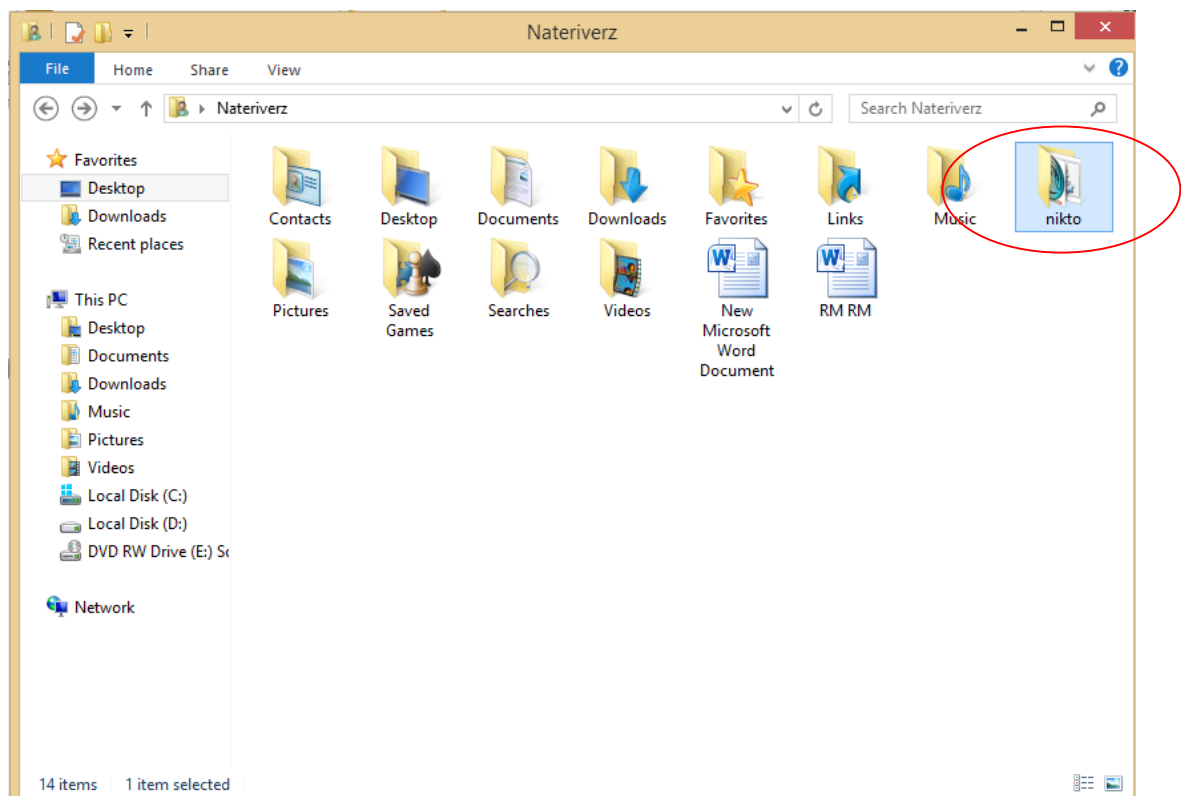 Nateriverz
File Home Share View
Nateriverz
Search Nateriverz
Favorites
Desktop
Downloads
Recent places
This PC
Desktop
Documents
Downloads
Music
Pictures
Videos
Local Disk (C:)
Local Disk (D:)
DVD RW Drive (E:)
Network
Contacts Desktop Documents Downloads Favorites Links Music nikto
Pictures
Saved
Games
Searches
Videos
New
Microsoft
Word
Document
RM RM
14 items 1 item selected